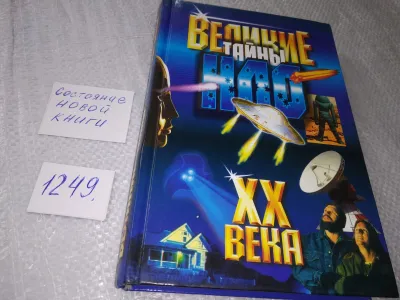 ВЕЛИКИЕ
ТАЙНЫ
НЛО
XX
ВЕКА
Состояние
новой
книги
1249.